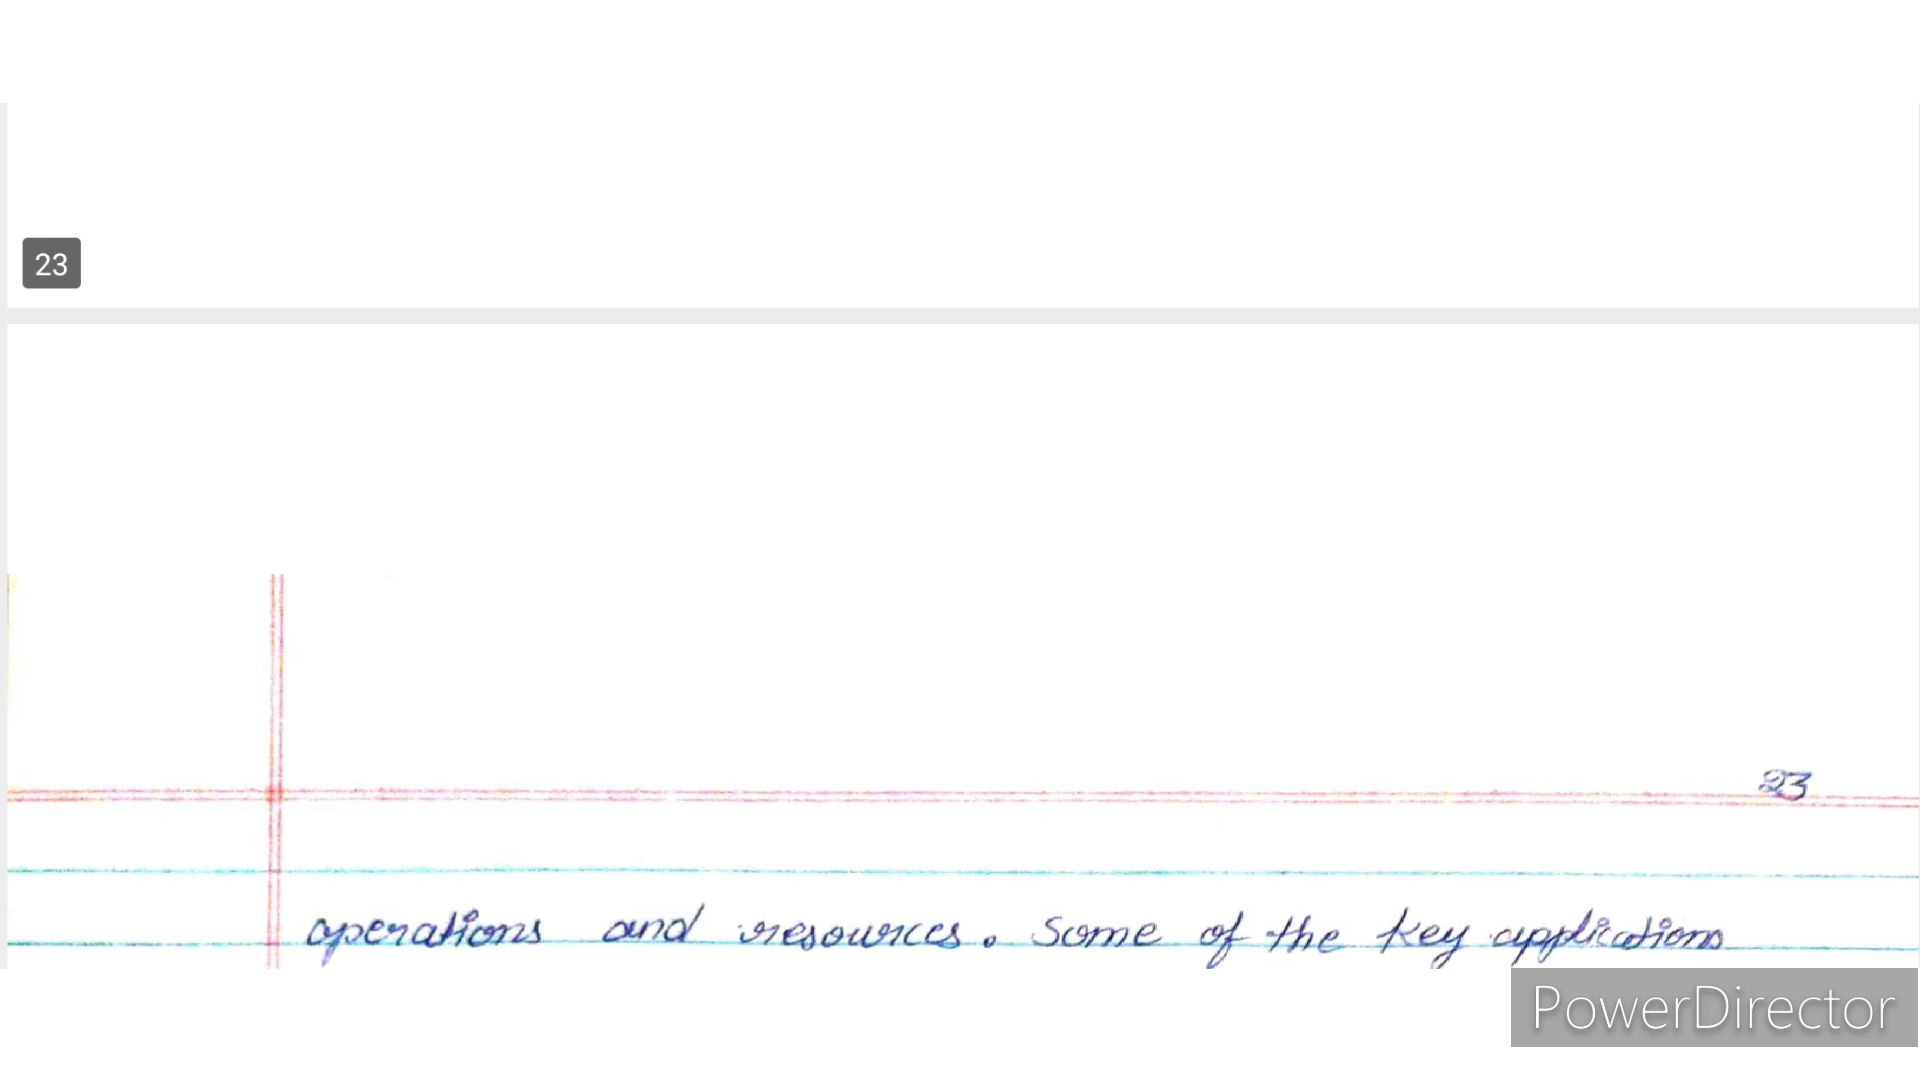 23
23
operations and resources. Some of the key applications
PowerDirector